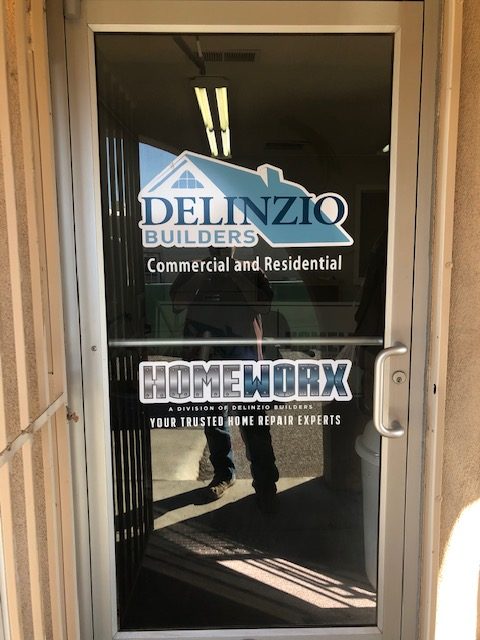 DELINZIO
BUILDERS
Commercial and Residential
HOMEWORX
A DIVISION OF DELINZIO BUILDERS
YOUR TRUSTED HOME REPAIR EXPERTS